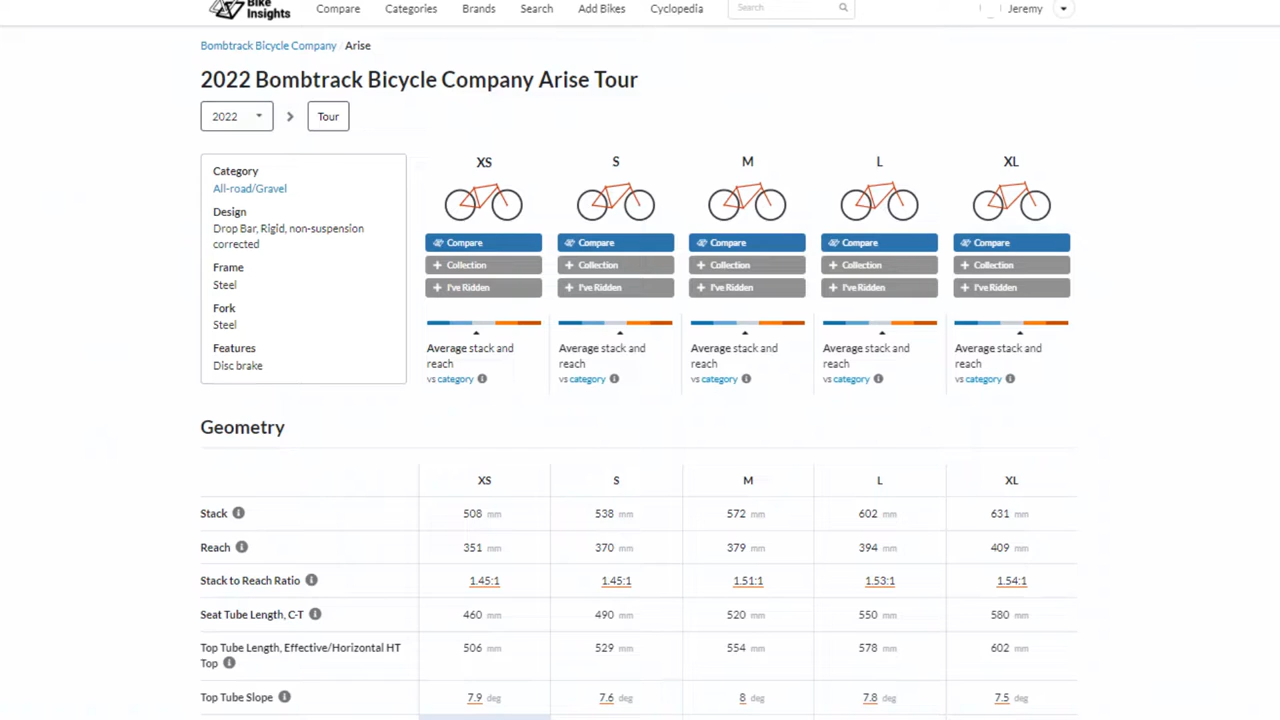 Bike
Insights
Compare Categories Brands Search Add Bikes Cyclopedia Search Jeremy
Bombtrack Bicycle Company Arise
2022 Bombtrack Bicycle Company Arise Tour
2022 Tour
Category
All-road/Gravel
Design
Drop Bar, Rigid, non-suspension
corrected
Frame
Steel
Fork
Steel
Features
Disc brake
XS S M L XL
Compare Compare Compare Compare Compare
+ Collection + Collection + Collection + Collection + Collection
+ I've Ridden + I've Ridden + I've Ridden + I've Ridden + I've Ridden
Average stack and Average stack and Average stack and Average stack and Average stack and
reach reach reach reach reach
vs category vs category vs category vs category vs category
Geometry
XS S M L XL
Stack 508 mm 538 mm 572 mm 602 mm 631 mm
Reach 351 mm 370 mm 379 mm 394 mm 409 mm
Stack to Reach Ratio 1.45:1 1.45:1 1.51:1 1.53:1 1.54:1
Seat Tube Length, C-T 460 mm 490 mm 520 mm 550 mm 580 mm
Top Tube Length, Effective/Horizontal HT 506 mm 529 mm 554 mm 578 mm 602 mm
Top
Top Tube Slope 7.9 deg 7.6 deg 8 deg 7.8 deg 7.5 deg